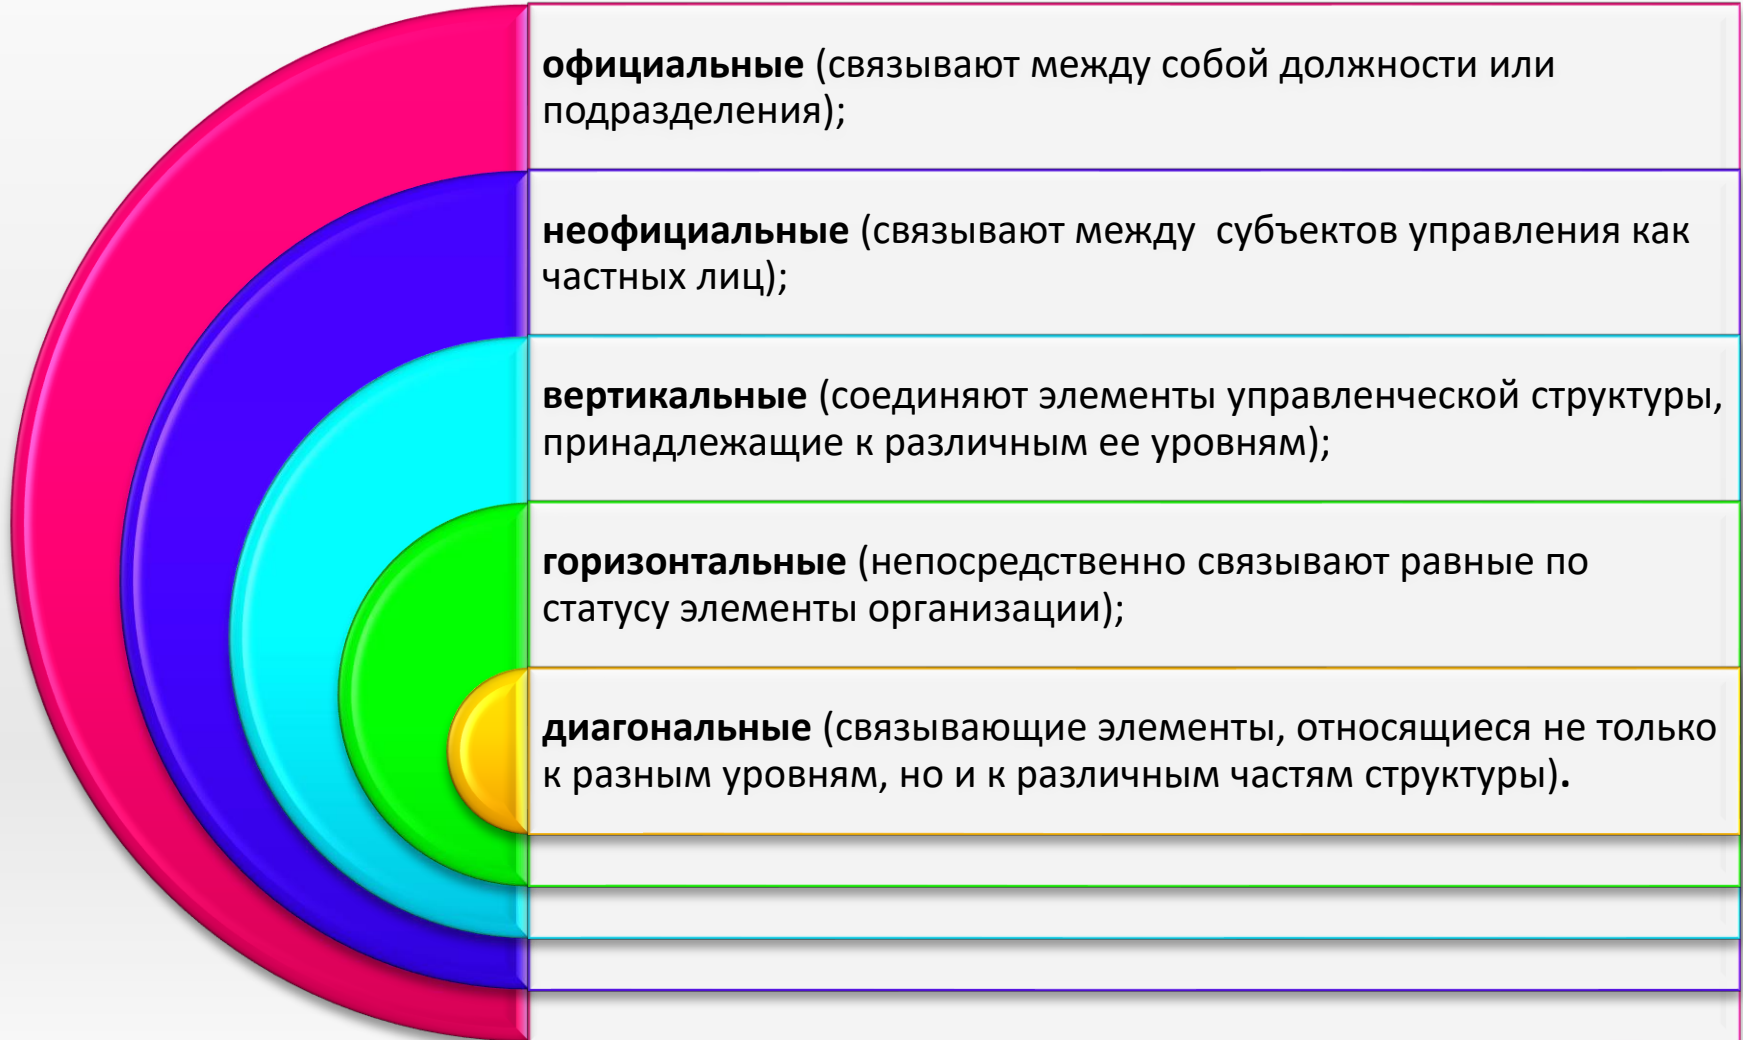 официальные (связывают между собой должности или
подразделения);
неофициальные (связывают между  субъектов управления как
частных лиц);
вертикальные (соединяют элементы управленческой структуры,
принадлежащие к различным ее уровням);
горизонтальные (непосредственно связывают равные по
статусу элементы организации);
диагональные (связывающие элементы, относящиеся не только
к разным уровням, но и к различным частям структуры).